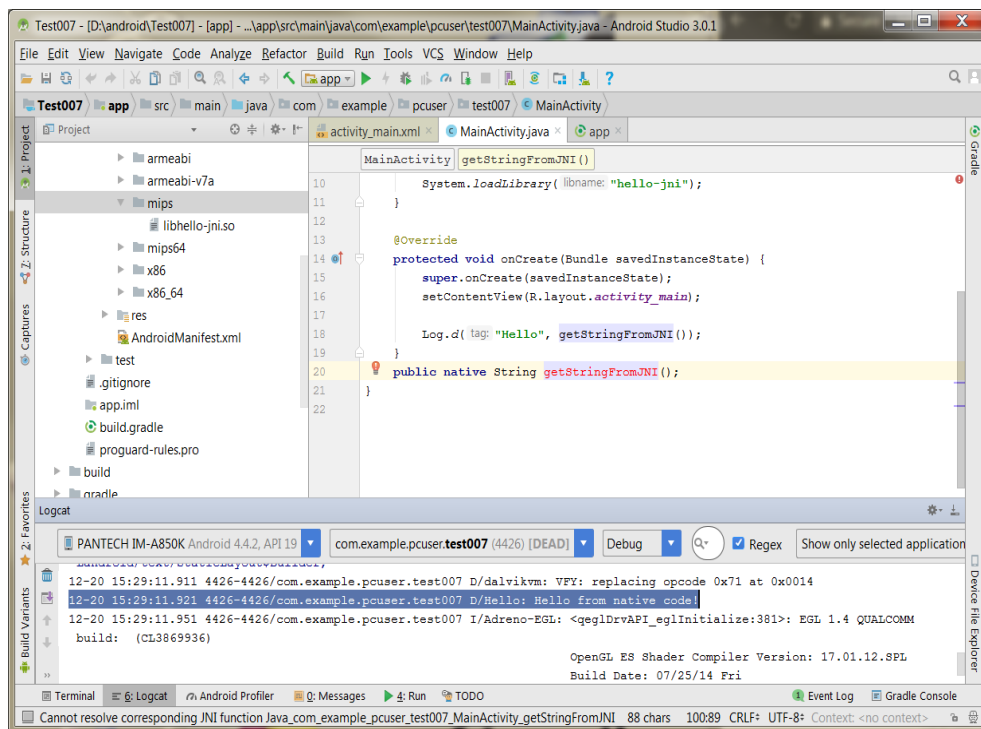 Test007 - [D:\android\Test007] - [app] - ...\app\src\main\java\com\example\pcuser\test007\MainActivity.java - Android Studio 3.0.1
File Edit View Navigate Code Analyze Refactor Build Run Tools VCS Window Help
app
Test007 app src main java com example pcuser test007 MainActivity
1: Project
Z: Structure
Captures
2: Favorites
Build Variants
Project
armeabi
armeabi-v7a
mips
libhello-jni.so
mips64
x86
x86_64
res
AndroidManifest.xml
test
.gitignore
app.iml
build.gradle
proguard-rules.pro
build
gradle
activity_main.xml MainActivity.java app
MainActivity getStringFromJNI()
10 System.loadLibrary( libname: "hello-jni");
11 }
12
13 @Override
14 protected void onCreate(Bundle savedInstanceState) {
15 super.onCreate(savedInstanceState);
16 setContentView(R.layout.activity_main);
17
18 Log.d( tag: "Hello", getStringFromJNI());
19 }
20 public native String getStringFromJNI();
21 }
22
Gradle
Device File Explorer
Logcat
PANTECH IM-A850K Android 4.4.2, API 19 com.example.pcuser.test007 (4426) [DEAD] Debug Regex Show only selected application
12-20 15:29:11.911 4426-4426/com.example.pcuser.test007 D/dalvikvm: VFY: replacing opcode 0x71 at 0x0014
12-20 15:29:11.921 4426-4426/com.example.pcuser.test007 D/Hello: Hello from native code!
12-20 15:29:11.951 4426-4426/com.example.pcuser.test007 I/Adreno-EGL: <qeglDrvAPI_eglInitialize:381>: EGL 1.4 QUALCOMM
build: (CL3869936)
OpenGL ES Shader Compiler Version: 17.01.12.SPL
Build Date: 07/25/14 Fri
Terminal 6: Logcat Android Profiler 0: Messages 4: Run TODO 1 Event Log Gradle Console
Cannot resolve corresponding JNI function Java_com_example_pcuser_test007_MainActivity_getStringFromJNI 88 chars 100:89 CRLF UTF-8 Context: <no context>